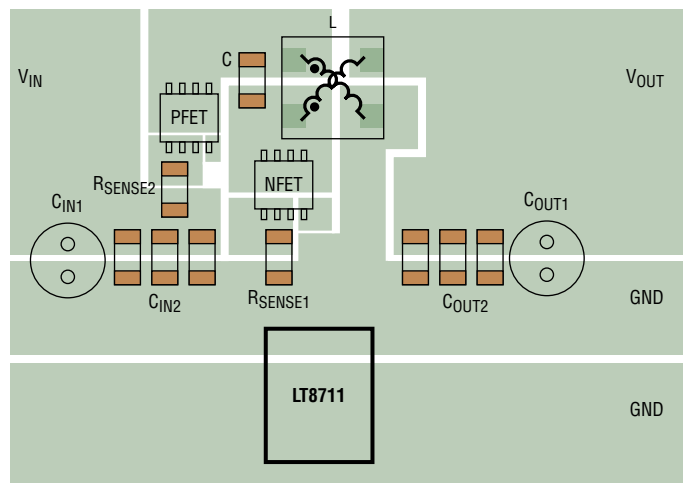 L
C
VIN
VOUT
PFET
RSENSE2
NFET
CIN1
COUT1
CIN2
RSENSE1
COUT2
GND
LT8711
GND